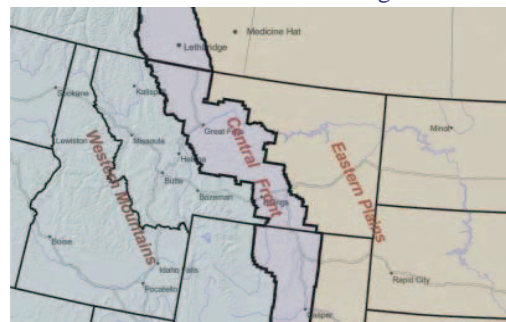 Medicine Hat
Lethbridge
Spokane
Kalispell
Great Falls
Minot
Lewiston
Missoula
Helena
Western Mountains
Central Front
Eastern Plains
Butte
Bozeman
Boise
Idaho Falls
Rapid City
Pocatello
Casper